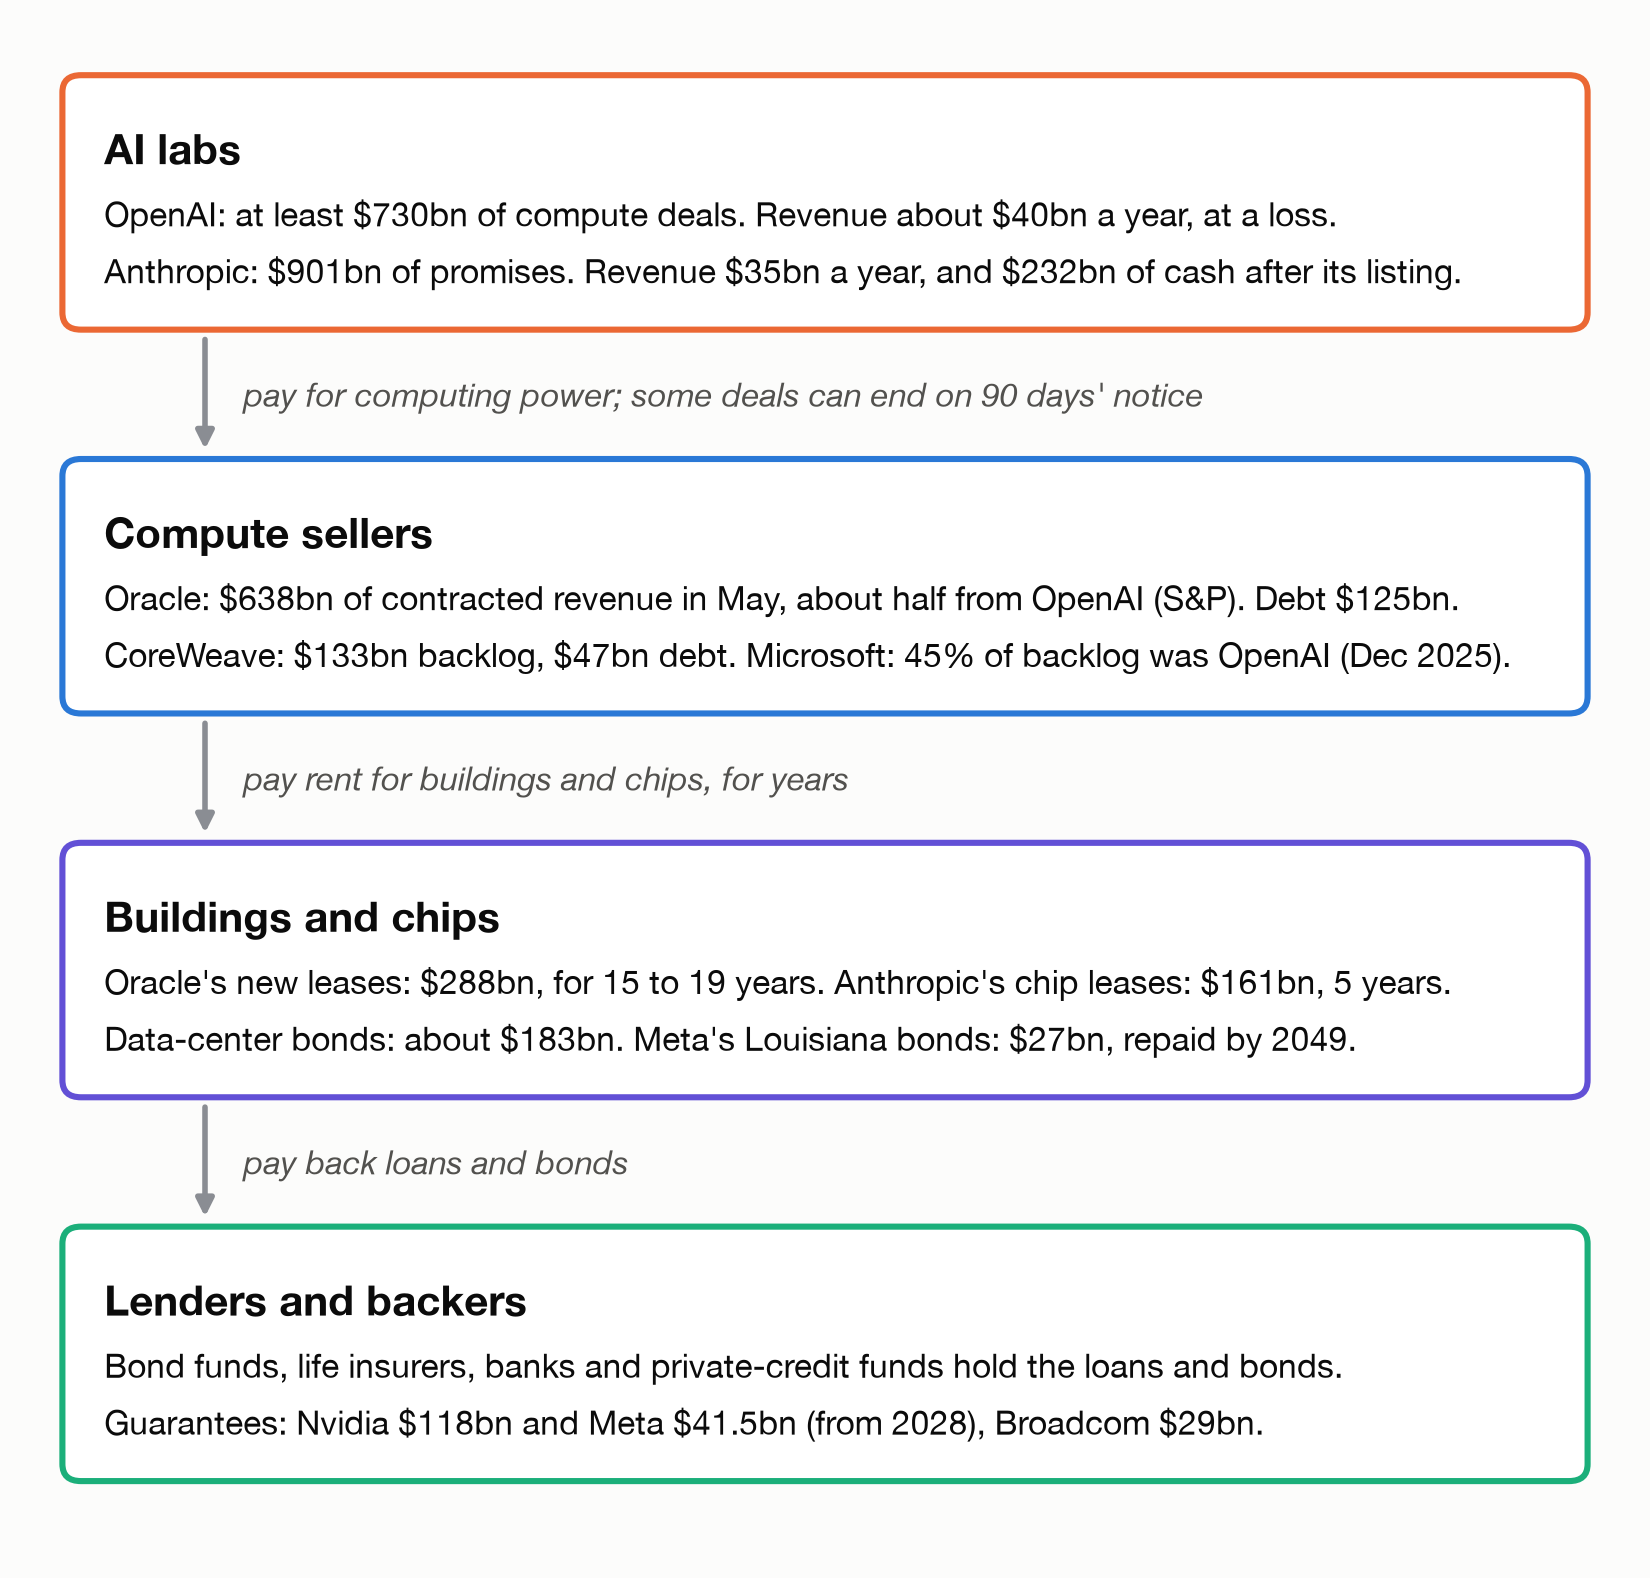 AI labs
OpenAI: at least $730bn of compute deals. Revenue about $40bn a year, at a loss.
Anthropic: $901bn of promises. Revenue $35bn a year, and $232bn of cash after its listing.
pay for computing power; some deals can end on 90 days' notice
Compute sellers
Oracle: $638bn of contracted revenue in May, about half from OpenAI (S&P). Debt $125bn.
CoreWeave: $133bn backlog, $47bn debt. Microsoft: 45% of backlog was OpenAI (Dec 2025).
pay rent for buildings and chips, for years
Buildings and chips
Oracle's new leases: $288bn, for 15 to 19 years. Anthropic's chip leases: $161bn, 5 years.
Data-center bonds: about $183bn. Meta's Louisiana bonds: $27bn, repaid by 2049.
pay back loans and bonds
Lenders and backers
Bond funds, life insurers, banks and private-credit funds hold the loans and bonds.
Guarantees: Nvidia $118bn and Meta $41.5bn (from 2028), Broadcom $29bn.